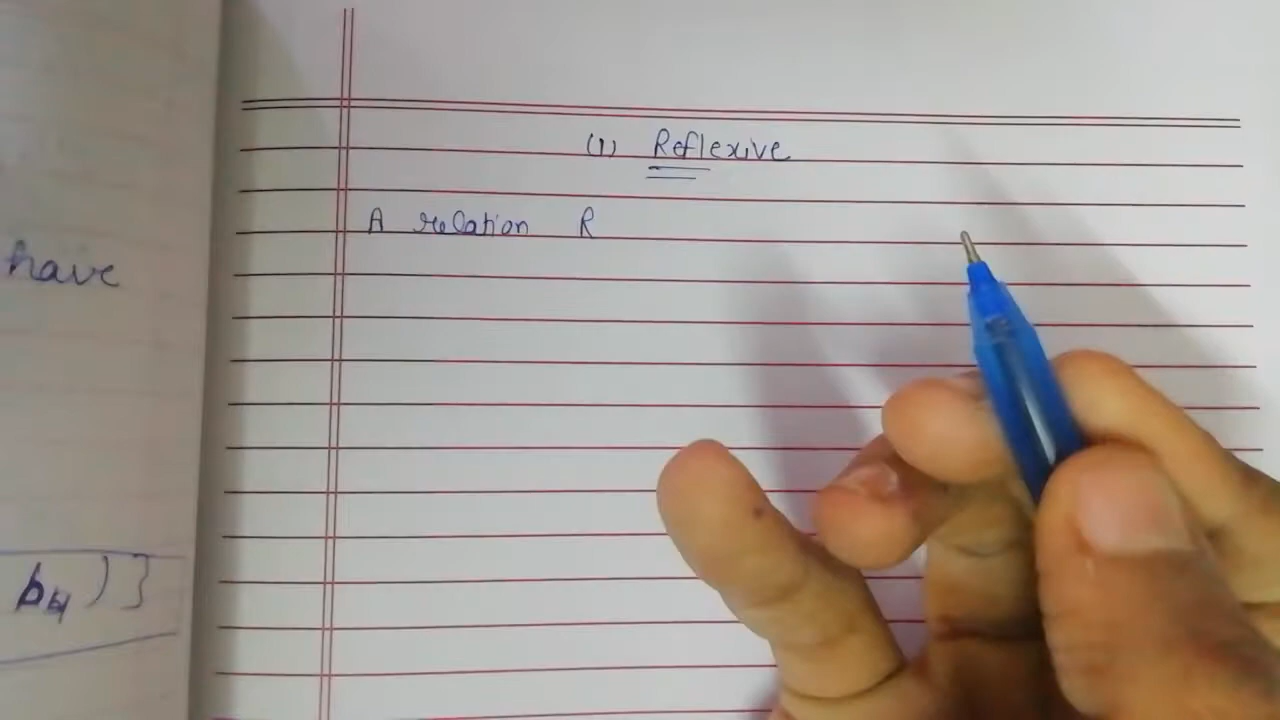 have
b₄)}
(1) Reflexive
A relation R